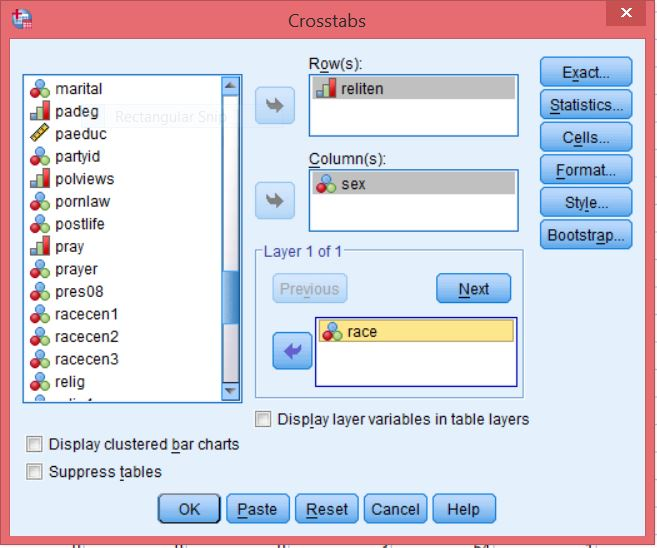 Crosstabs
marital
padeg
paeduc
partyid
polviews
pornlaw
postlife
pray
prayer
pres08
racecen1
racecen2
racecen3
relig
Rectangular Snip
Row(s):
reliten
Column(s):
sex
Layer 1 of 1
Previous
Next
race
Display layer variables in table layers
Exact...
Statistics...
Cells...
Format...
Style...
Bootstrap...
Display clustered bar charts
Suppress tables
OK
Paste
Reset
Cancel
Help